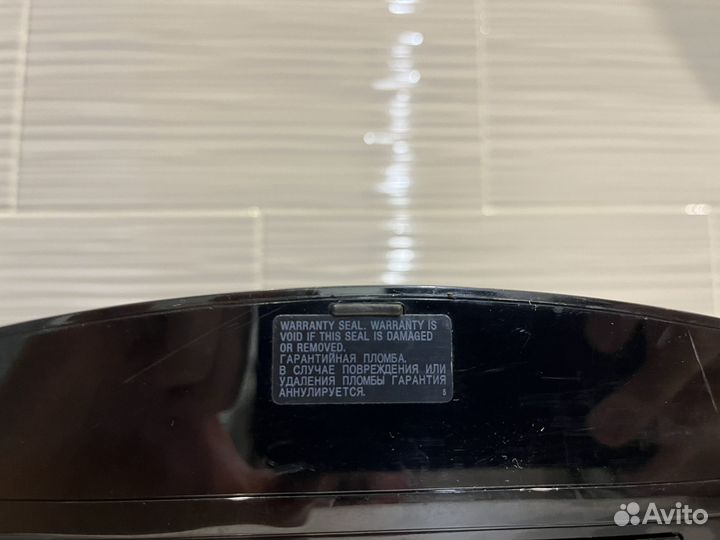 WARRANTY SEAL. WARRANTY IS
VOID IF THIS SEAL IS DAMAGED
OR REMOVED.
ГАРАНТИЙНАЯ ПЛОМБА.
В СЛУЧАЕ ПОВРЕЖДЕНИЯ ИЛИ
УДАЛЕНИЯ ПЛОМБЫ ГАРАНТИЯ
АННУЛИРУЕТСЯ.
5
Avito